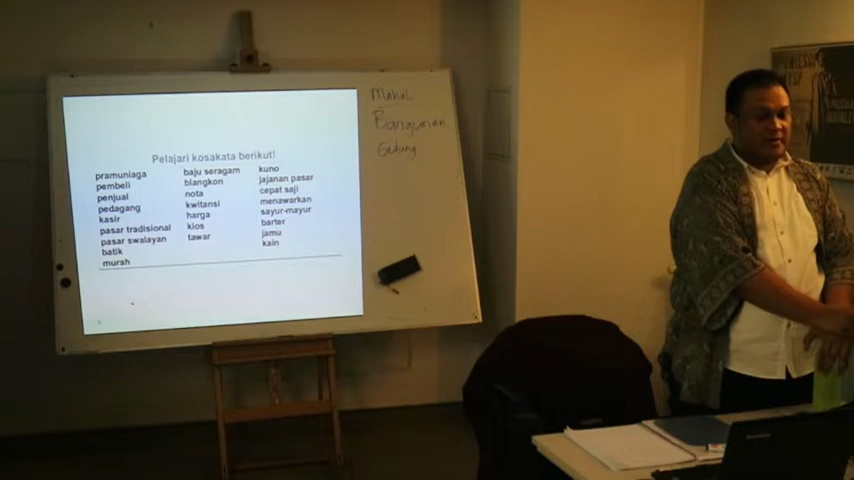 Pelajari kosakata berikut!
pramuniaga
pembeli
penjual
pedagang
kasir
pasar tradisional
pasar swalayan
batik
murah
baju seragam
blangkon
nota
kwitansi
harga
kios
tawar
kuno
jajanan pasar
cepat saji
menawarkan
sayur-mayur
barter
jamu
kain
Mahal
Bangunan
Gedung